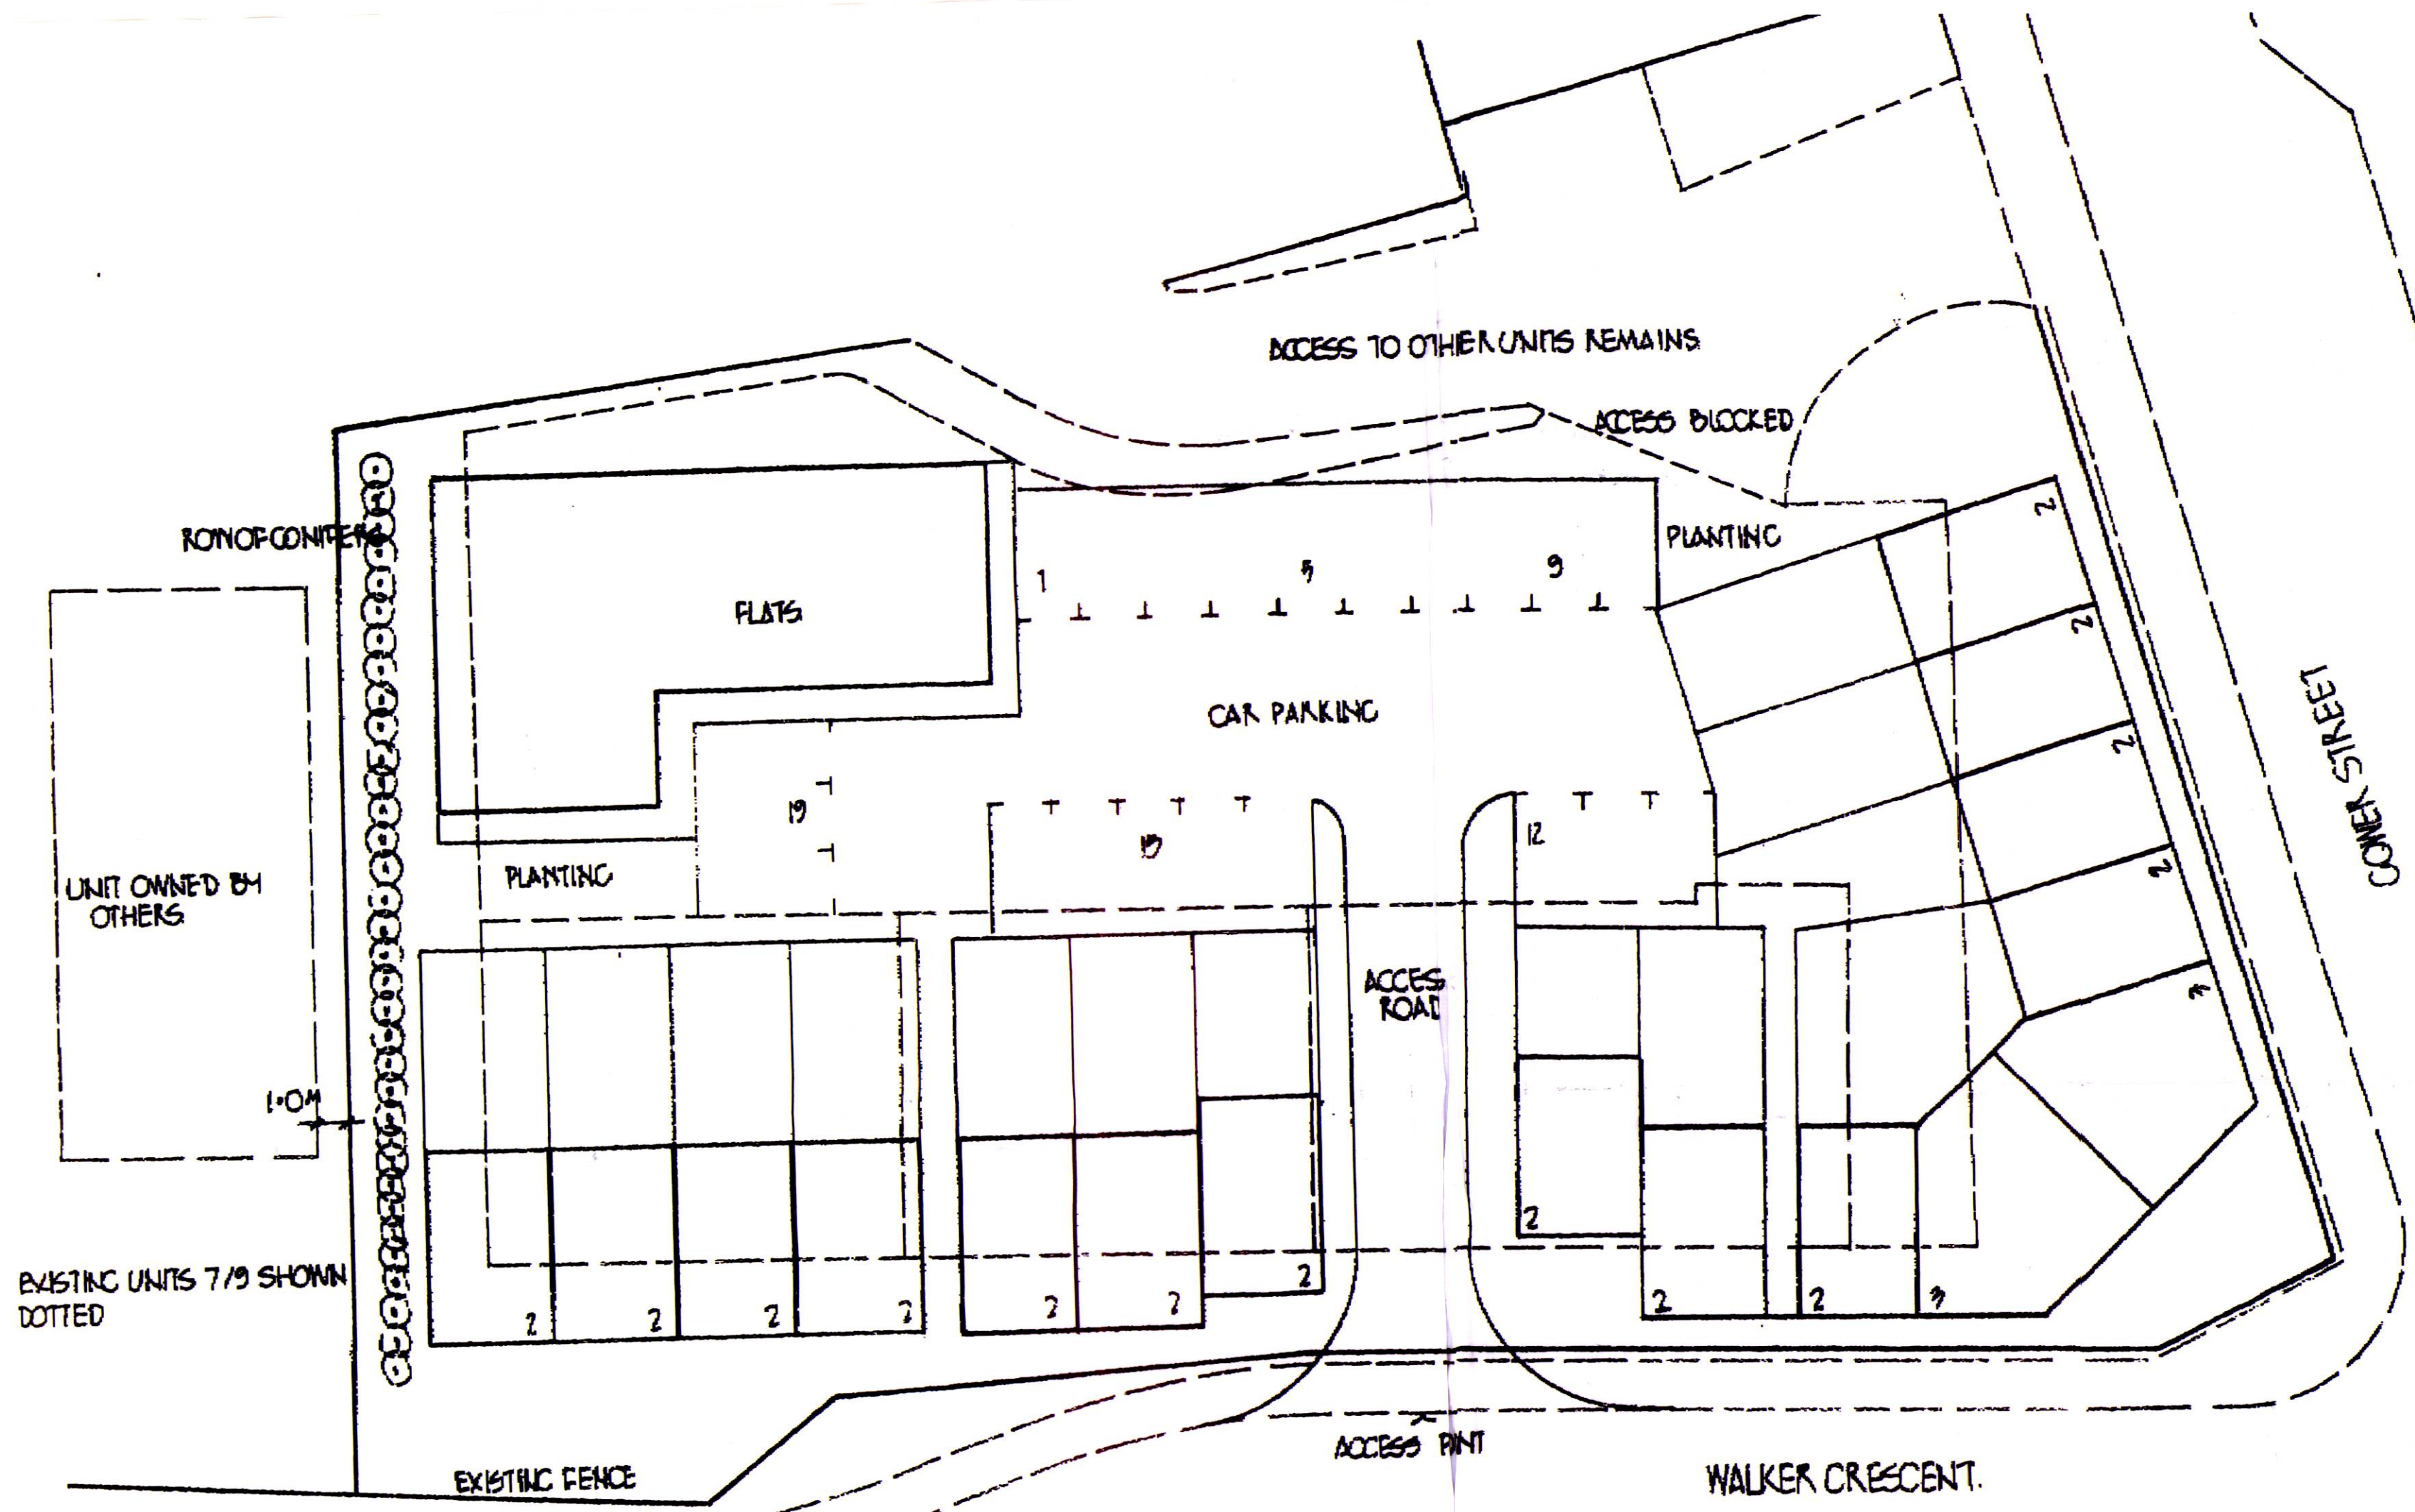 ACCESS TO OTHER UNITS REMAINS
ACCESS BLOCKED
ROW OF CONIFERS
PLANTING
2
1
5
9
FLATS
2
CAR PARKING
2
COWER STREET
19
15
12
2
PLANTING
UNIT OWNED BY
OTHERS
ACCESS
ROAD
3
1.0M
2
2
EXISTING UNITS 7/9 SHOWN
DOTTED
2
2
2
2
2
2
2
2
3
ACCESS PINT
EXISTING FENCE
WALKER CRESCENT.